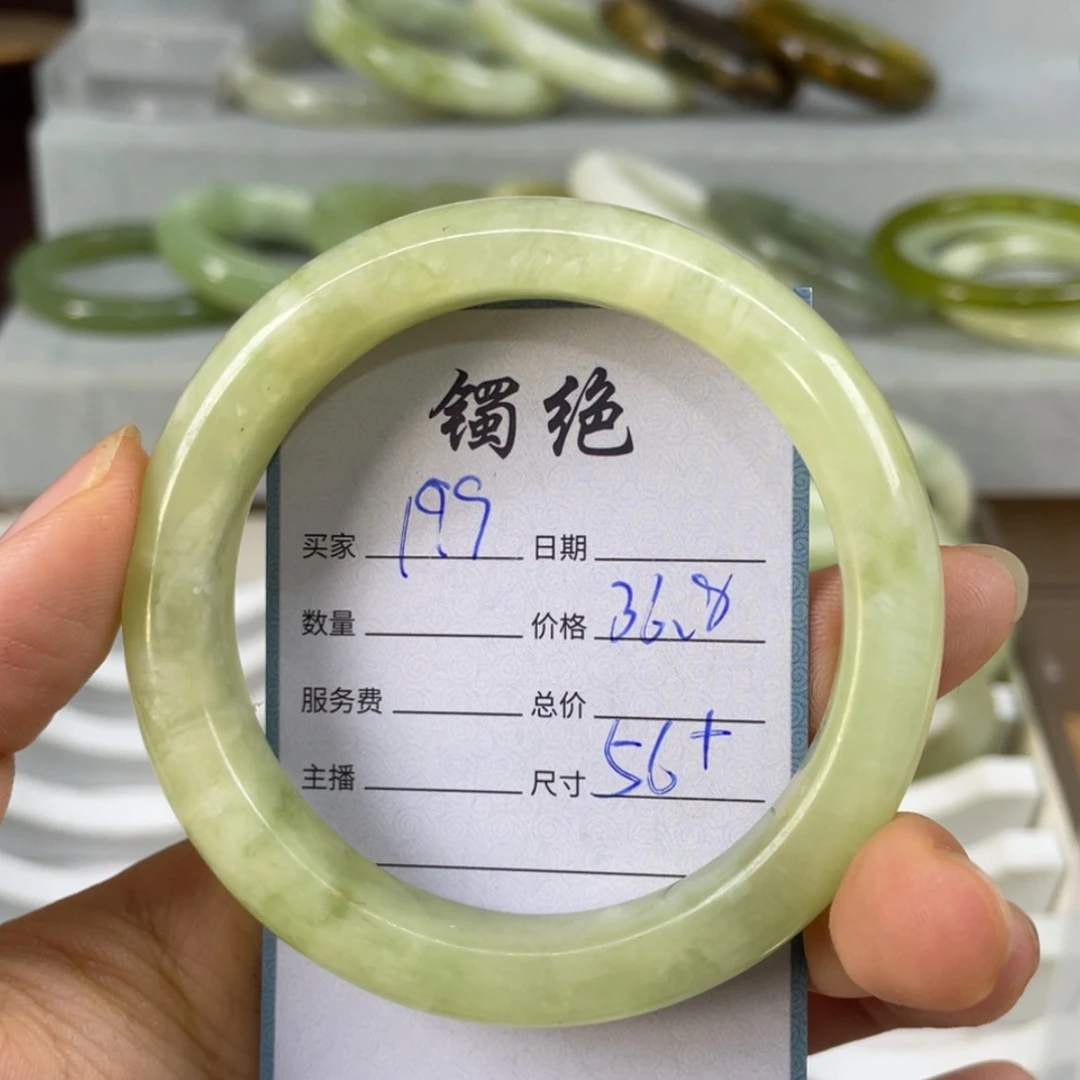 镯绝
买家 199 日期
数量 价格 36.8
服务费 总价
主播 尺寸 56+